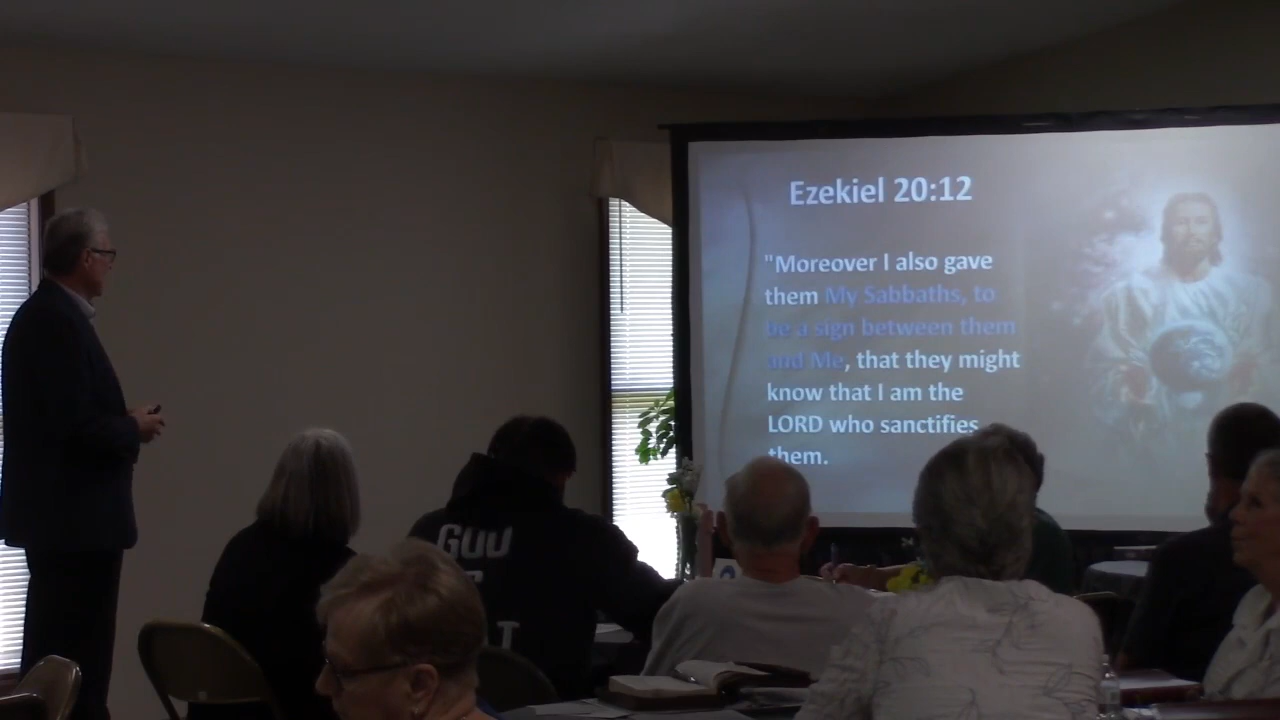 Ezekiel 20:12
"Moreover I also gave
them My Sabbaths, to
be a sign between them
and Me, that they might
know that I am the
LORD who sanctifies
them.